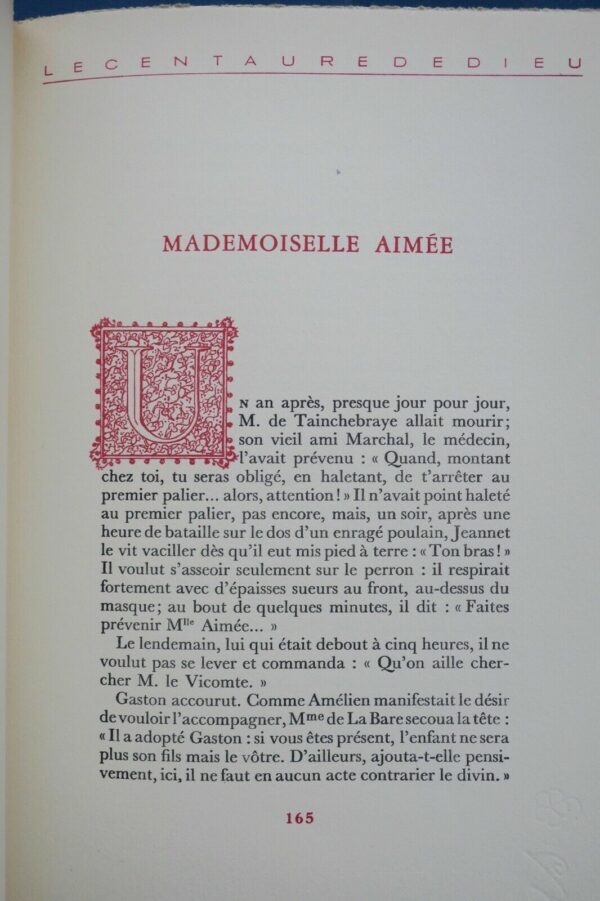 LE CENTAURE DE DIEU
MADEMOISELLE AIMÉE
UN an après, presque jour pour jour,
M. de Tainchebraye allait mourir;
son vieil ami Marchal, le médecin,
l'avait prévenu : « Quand, montant
chez toi, tu seras obligé, en haletant, de t'arrêter au
premier palier... alors, attention! » Il n'avait point haleté
au premier palier, pas encore, mais, un soir, après une
heure de bataille sur le dos d'un enragé poulain, Jeannet
le vit vaciller dès qu'il eut mis pied à terre : « Ton bras! »
Il voulut s'asseoir seulement sur le perron : il respirait
fortement avec d'épaisses sueurs au front, au-dessus du
masque; au bout de quelques minutes, il dit : « Faites
prévenir Mlle Aimée... »
Le lendemain, lui qui était debout à cinq heures, il ne
voulut pas se lever et commanda : « Qu'on aille cher-
cher M. le Vicomte. »
Gaston accourut. Comme Amélien manifestait le désir
de vouloir l'accompagner, Mme de La Bare secoua la tête :
« Il a adopté Gaston : si vous êtes présent, l'enfant ne sera
plus son fils mais le vôtre. D'ailleurs, ajouta-t-elle pensi-
vement, ici, il ne faut en aucun acte contrarier le divin. »
165